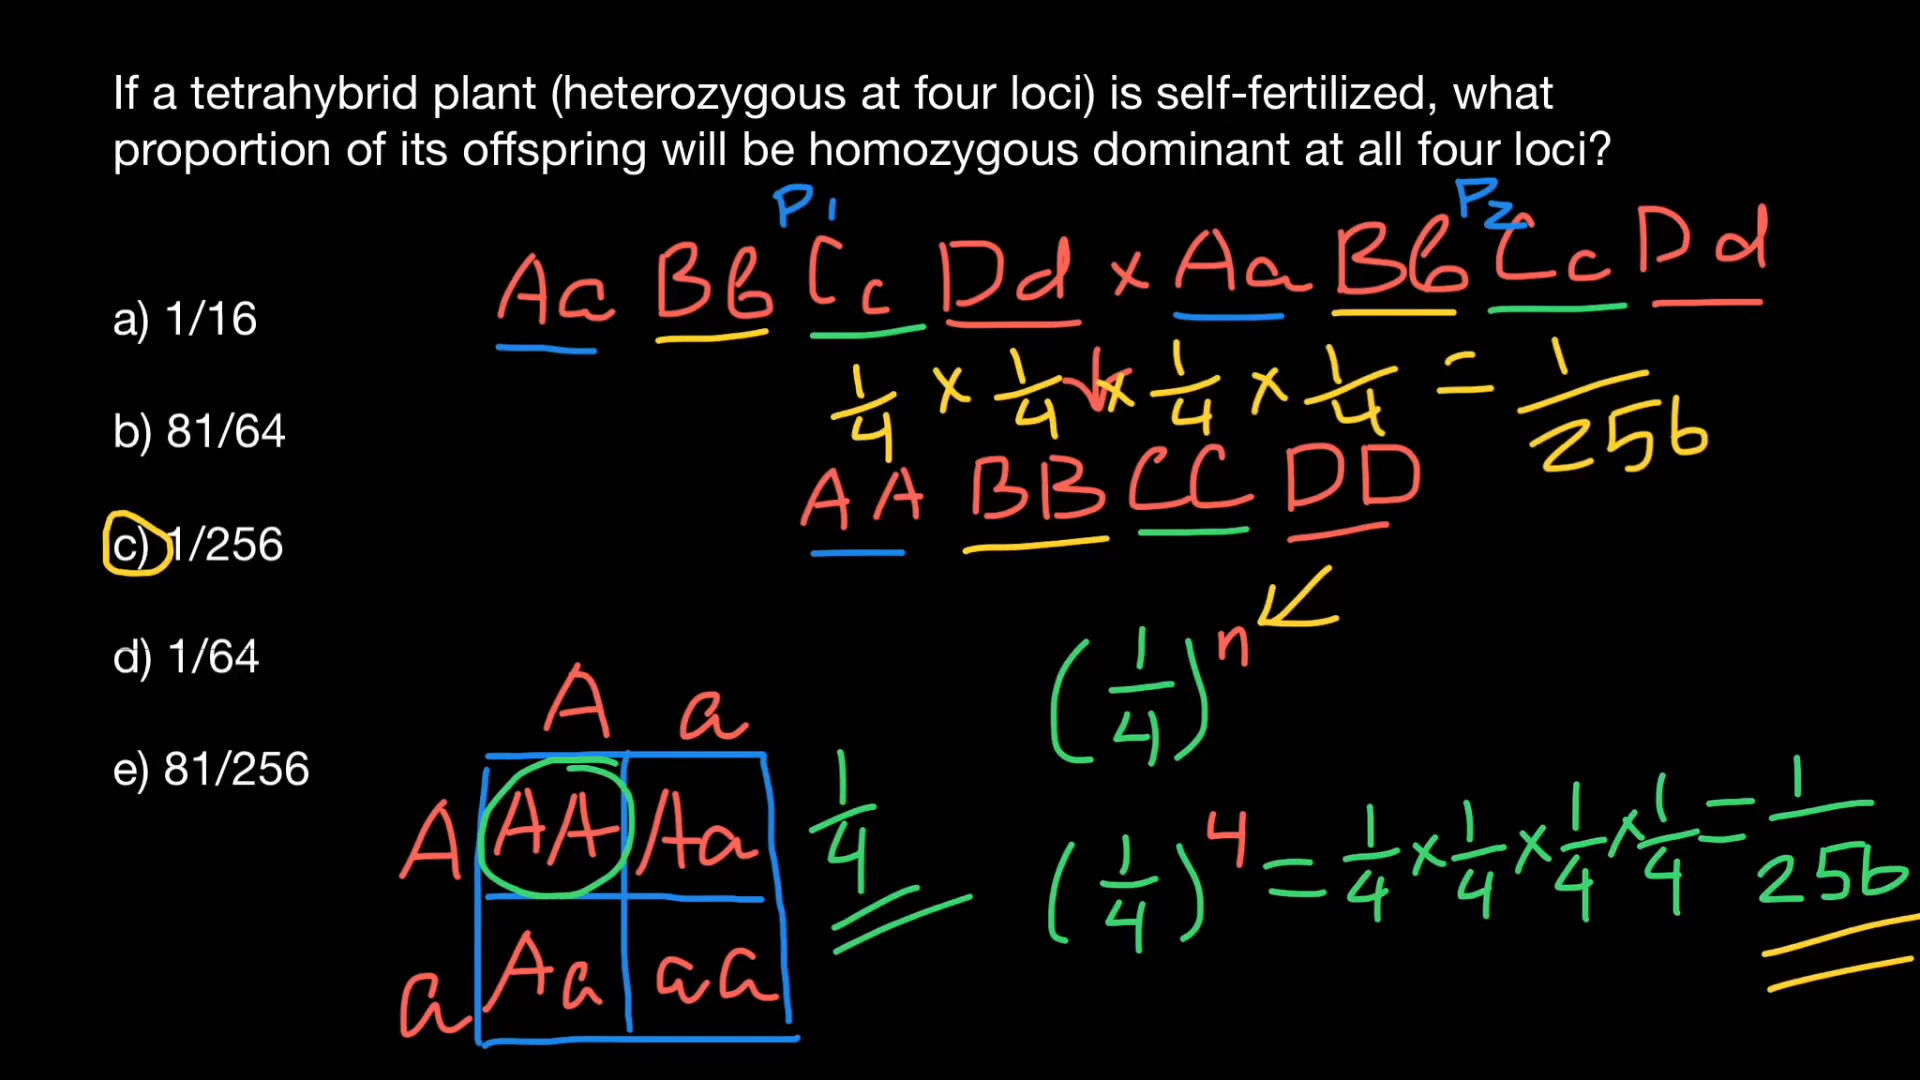 If a tetrahybrid plant (heterozygous at four loci) is self-fertilized, what
proportion of its offspring will be homozygous dominant at all four loci?
P1 P2
Aa Bb Cc Dd x Aa Bb Cc Dd
a) 1/16
1/4 x 1/4 x 1/4 x 1/4 = 1/256
b) 81/64
AA BB CC DD
c) 1/256
d) 1/64
(1/4)^n
A a
e) 81/256
A AA Aa 1/4
(1/4)^4 = 1/4 x 1/4 x 1/4 x 1/4 = 1/256
a Aa aa